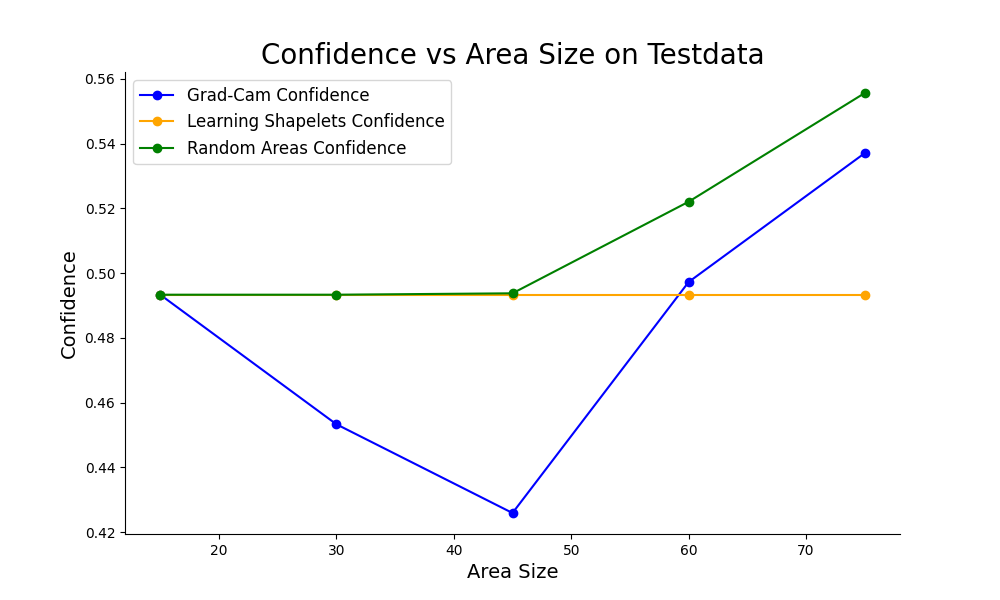 Confidence vs Area Size on Testdata
Grad-Cam Confidence
Learning Shapelets Confidence
Random Areas Confidence
0.56
0.54
0.52
0.50
0.48
0.46
0.44
0.42
Confidence
20 30 40 50 60 70
Area Size